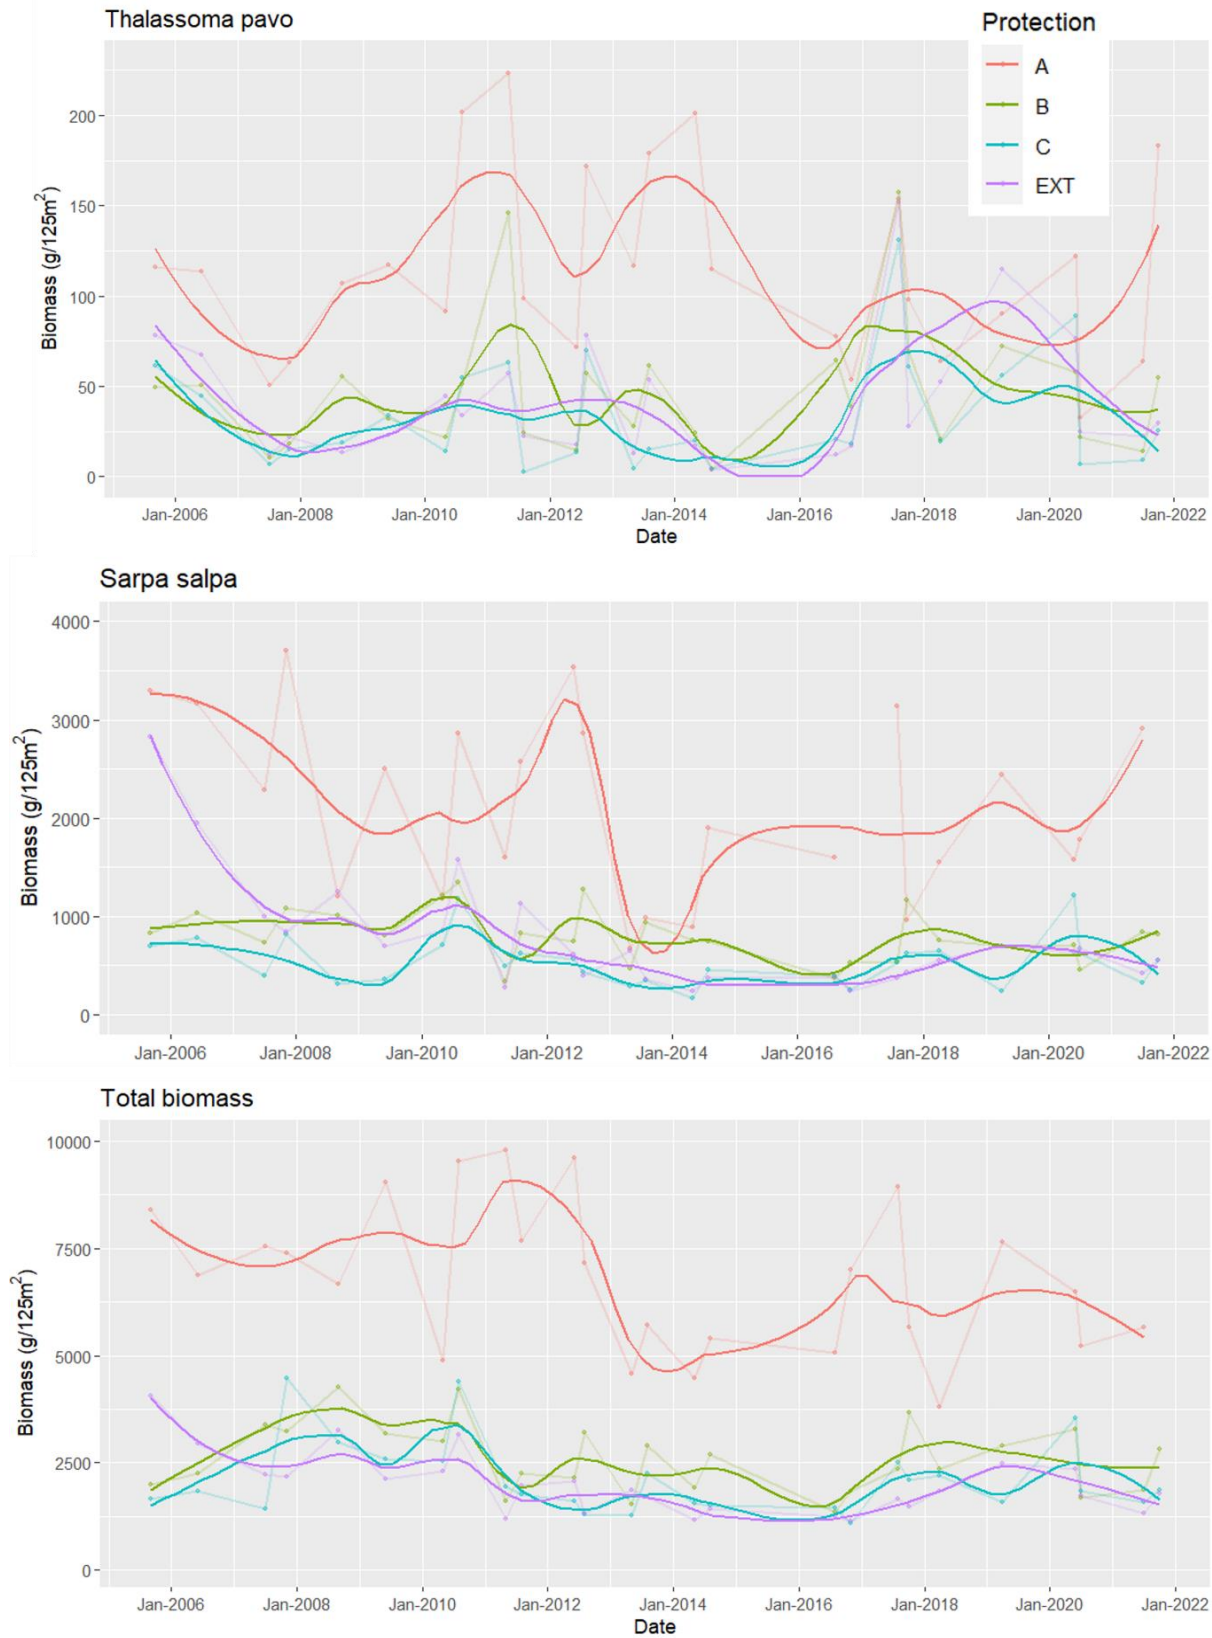 Thalassoma pavo
Protection
A
B
C
EXT
Biomass (g/125m²)
200
150
100
50
0
Jan-2006 Jan-2008 Jan-2010 Jan-2012 Jan-2014 Jan-2016 Jan-2018 Jan-2020 Jan-2022
Date
Sarpa salpa
Biomass (g/125m²)
4000
3000
2000
1000
0
Jan-2006 Jan-2008 Jan-2010 Jan-2012 Jan-2014 Jan-2016 Jan-2018 Jan-2020 Jan-2022
Total biomass
Biomass (g/125m²)
10000
7500
5000
2500
0
Jan-2006 Jan-2008 Jan-2010 Jan-2012 Jan-2014 Jan-2016 Jan-2018 Jan-2020 Jan-2022
Date